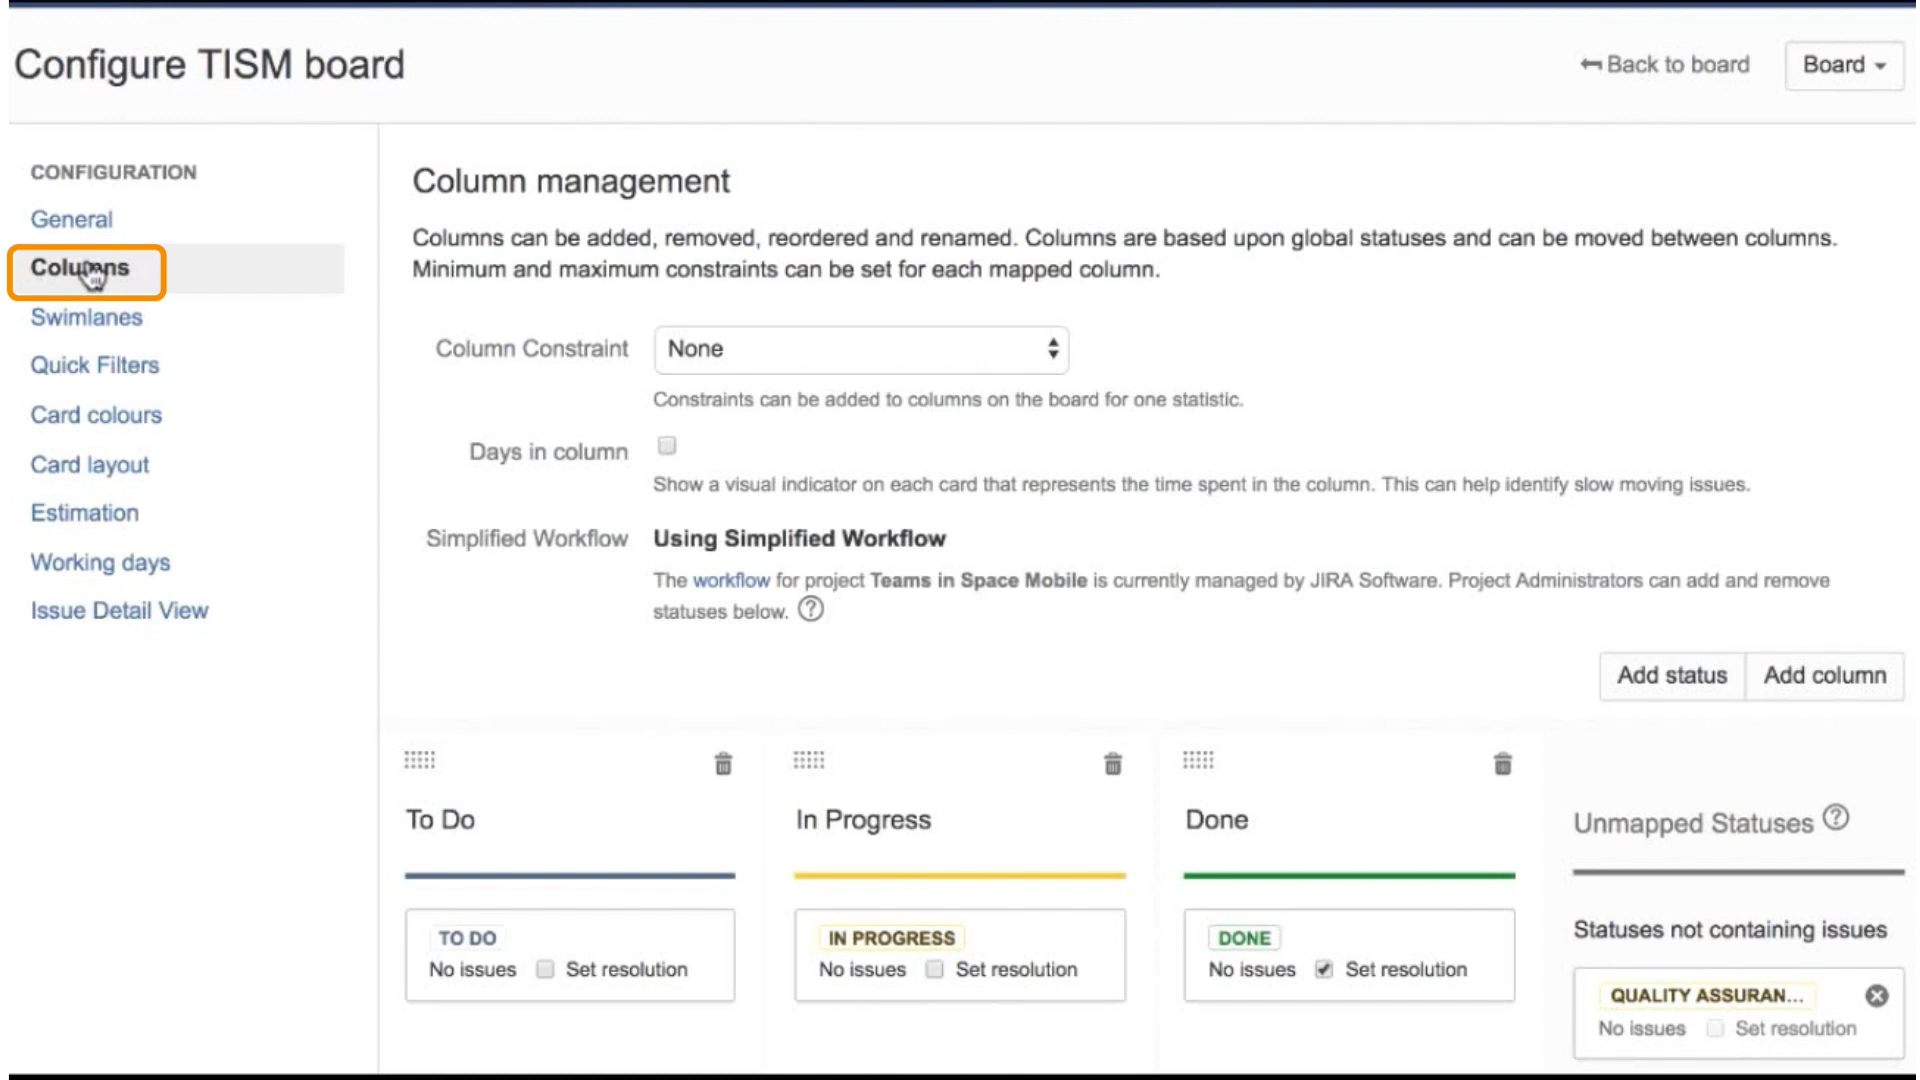 Configure TISM board
Back to board
Board
CONFIGURATION
General
Columns
Swimlanes
Quick Filters
Card colours
Card layout
Estimation
Working days
Issue Detail View
Column management
Columns can be added, removed, reordered and renamed. Columns are based upon global statuses and can be moved between columns.
Minimum and maximum constraints can be set for each mapped column.
Column Constraint
None
Constraints can be added to columns on the board for one statistic.
Days in column
Show a visual indicator on each card that represents the time spent in the column. This can help identify slow moving issues.
Simplified Workflow
Using Simplified Workflow
The workflow for project Teams in Space Mobile is currently managed by JIRA Software. Project Administrators can add and remove
statuses below. ?
Add status
Add column
To Do
TO DO
No issues Set resolution
In Progress
IN PROGRESS
No issues Set resolution
Done
DONE
No issues Set resolution
Unmapped Statuses ?
Statuses not containing issues
QUALITY ASSURAN...
No issues Set resolution